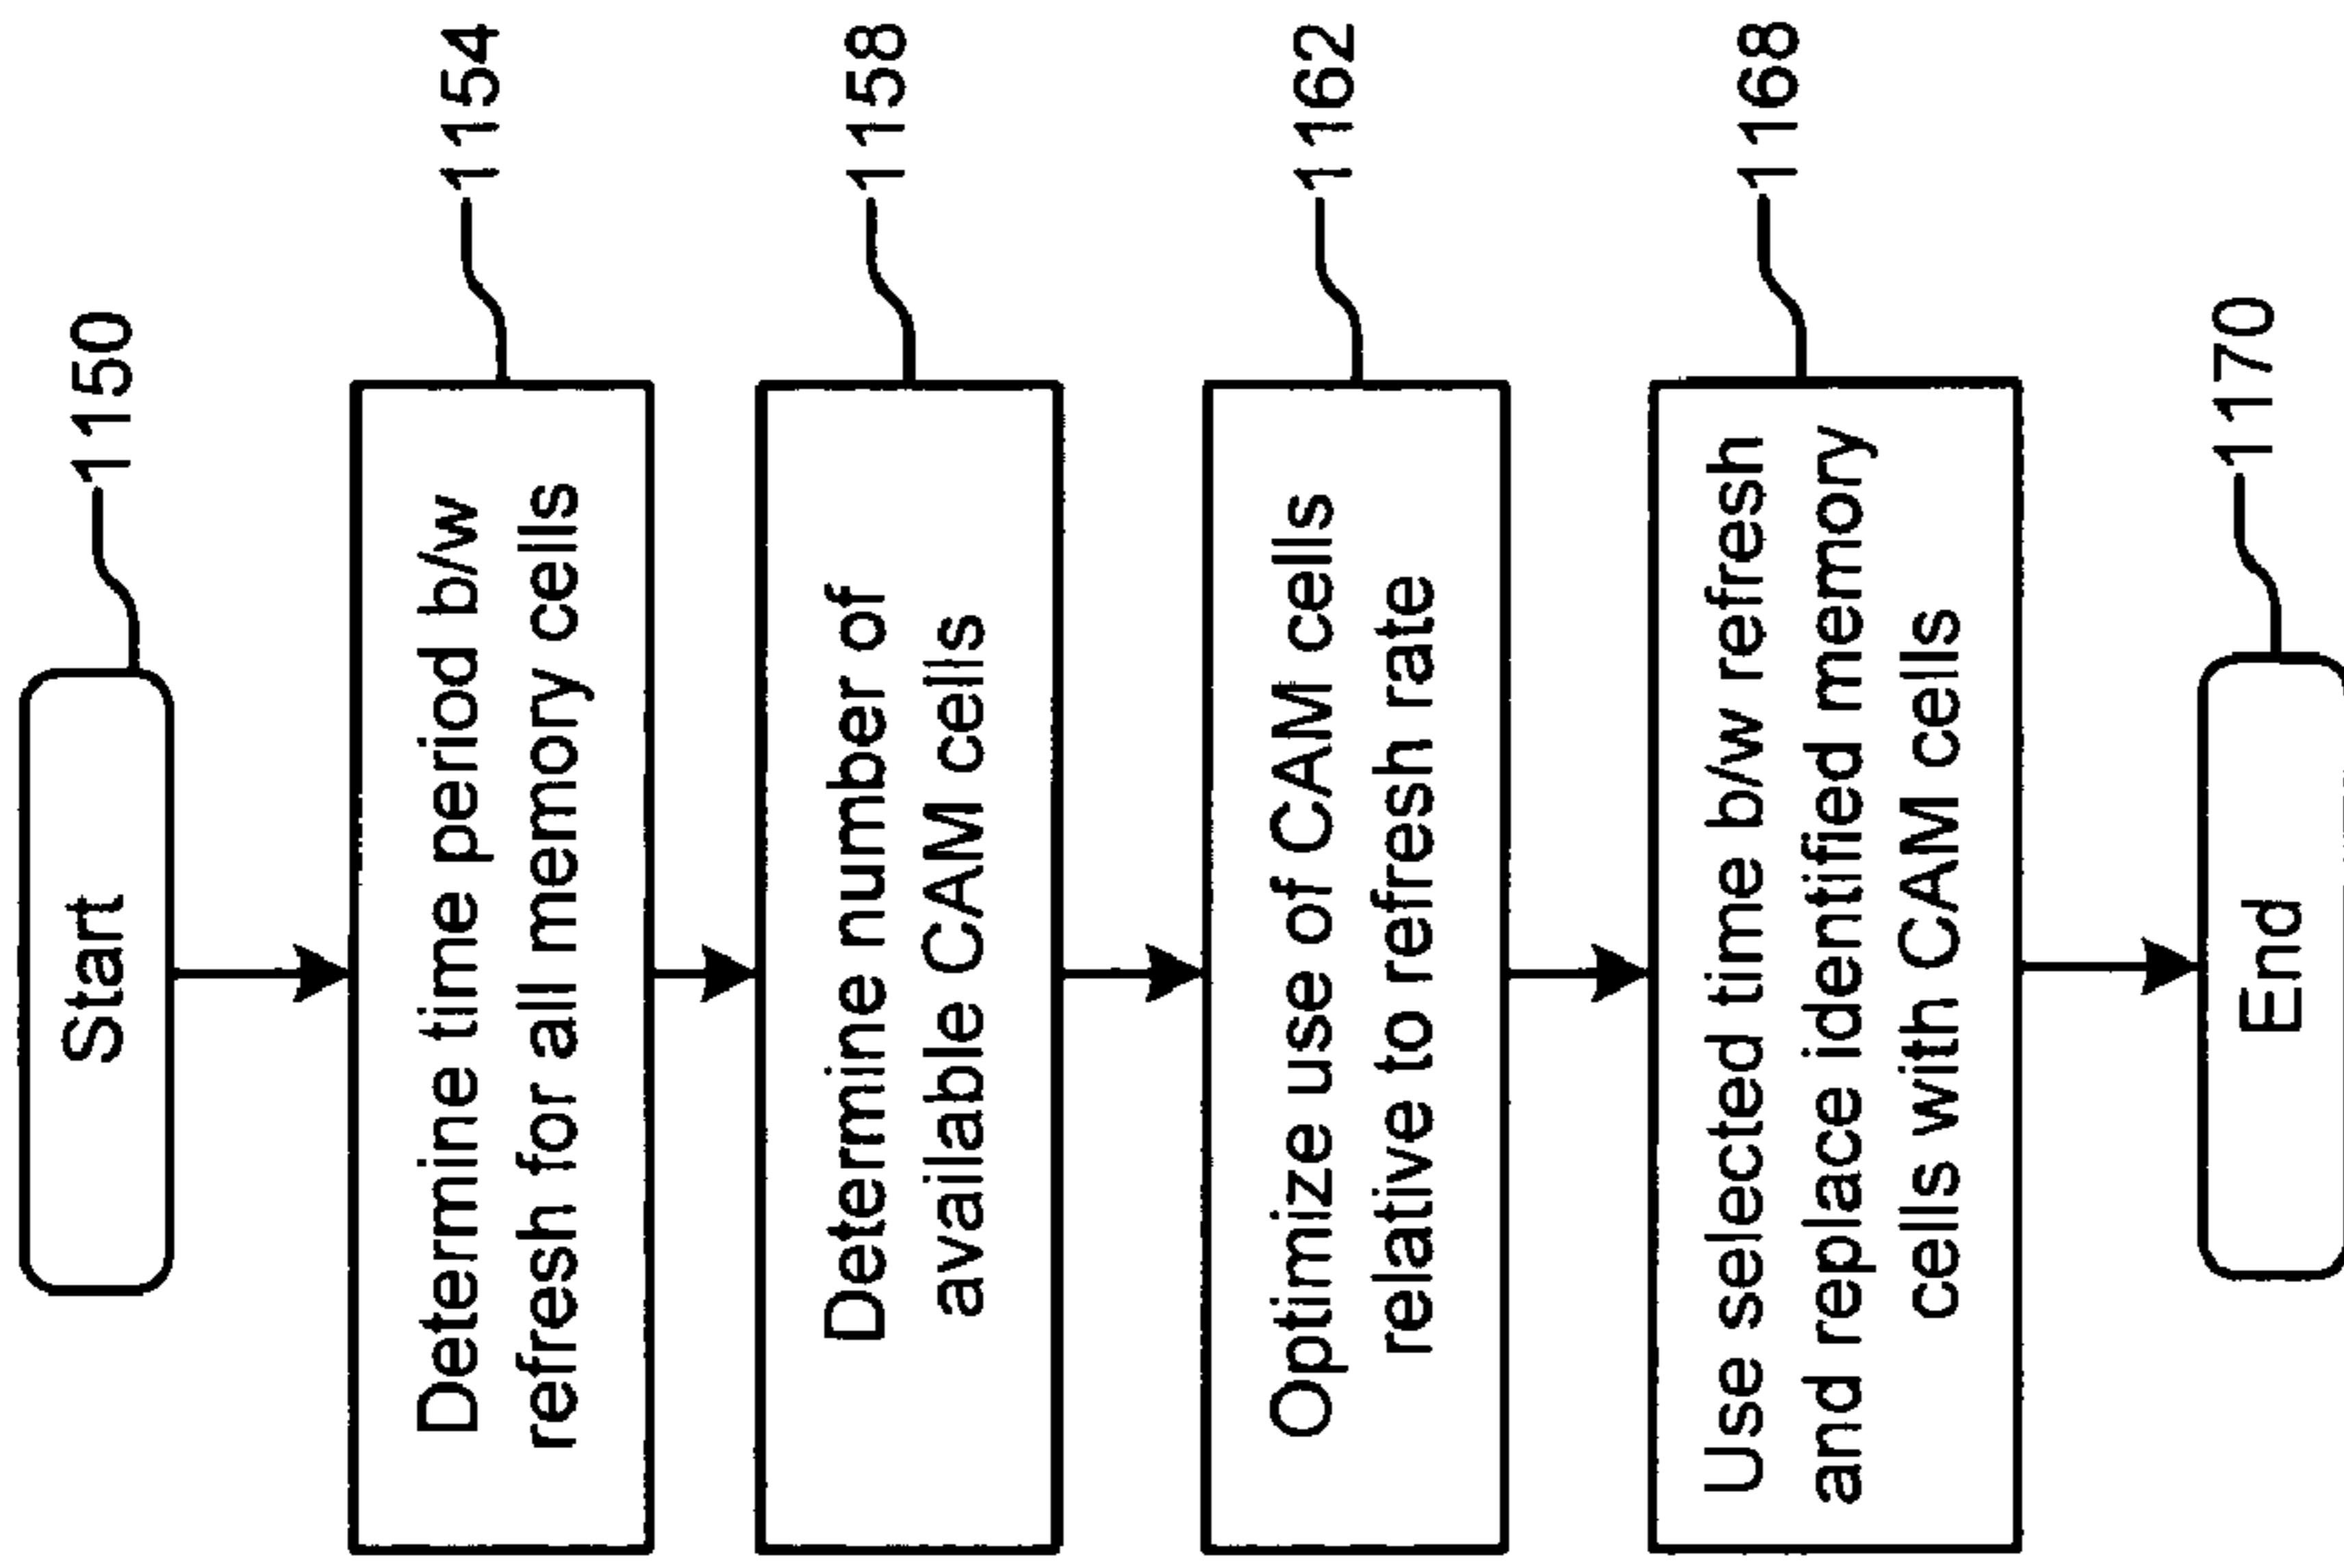 Start
1150
Determine time period b/w
refresh for all memory cells
1154
Determine number of
available CAM cells
1158
Optimize use of CAM cells
relative to refresh rate
1162
Use selected time b/w refresh
and replace identified memory
cells with CAM cells
1168
End
1170